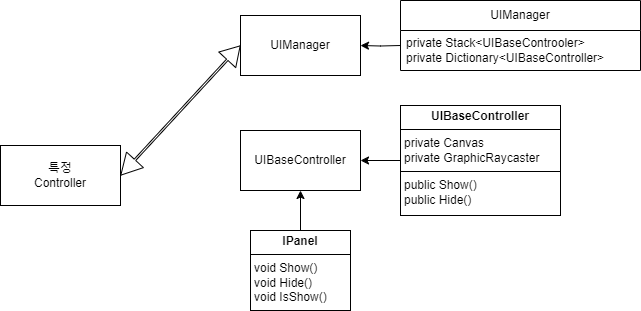 UIManager
UIManager
private Stack<UIBaseControoler>
private Dictionary<UIBaseController>
특정
Controller
UIBaseController
UIBaseController
private Canvas
private GraphicRaycaster
public Show()
public Hide()
IPanel
void Show()
void Hide()
void IsShow()